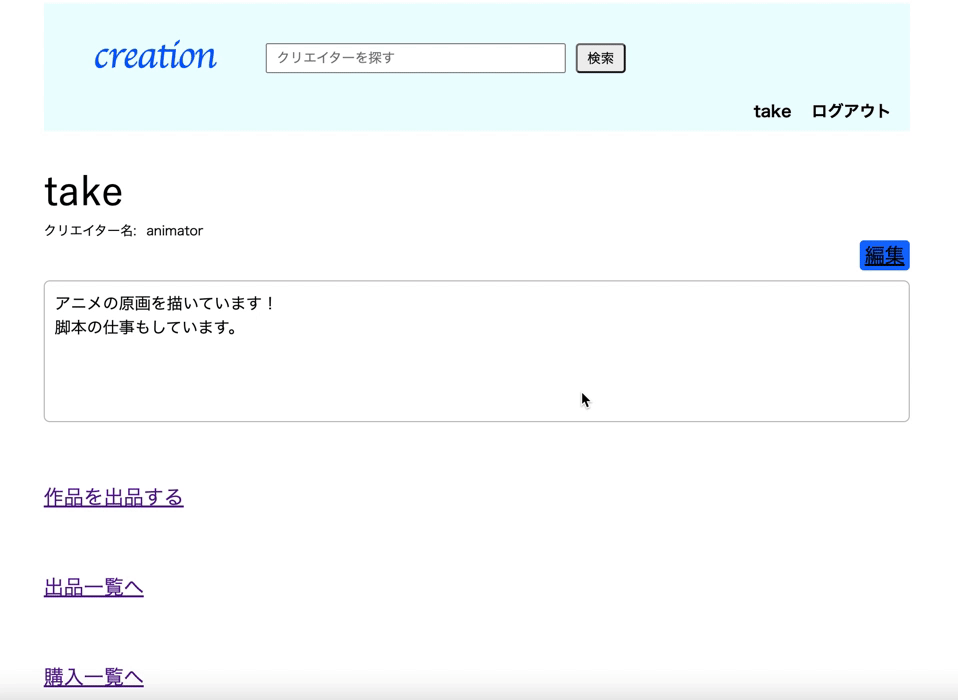 creation
クリエイターを探す
検索
take ログアウト
take
クリエイター名: animator
編集
アニメの原画を描いています！
脚本の仕事もしています。
作品を出品する
出品一覧へ
購入一覧へ